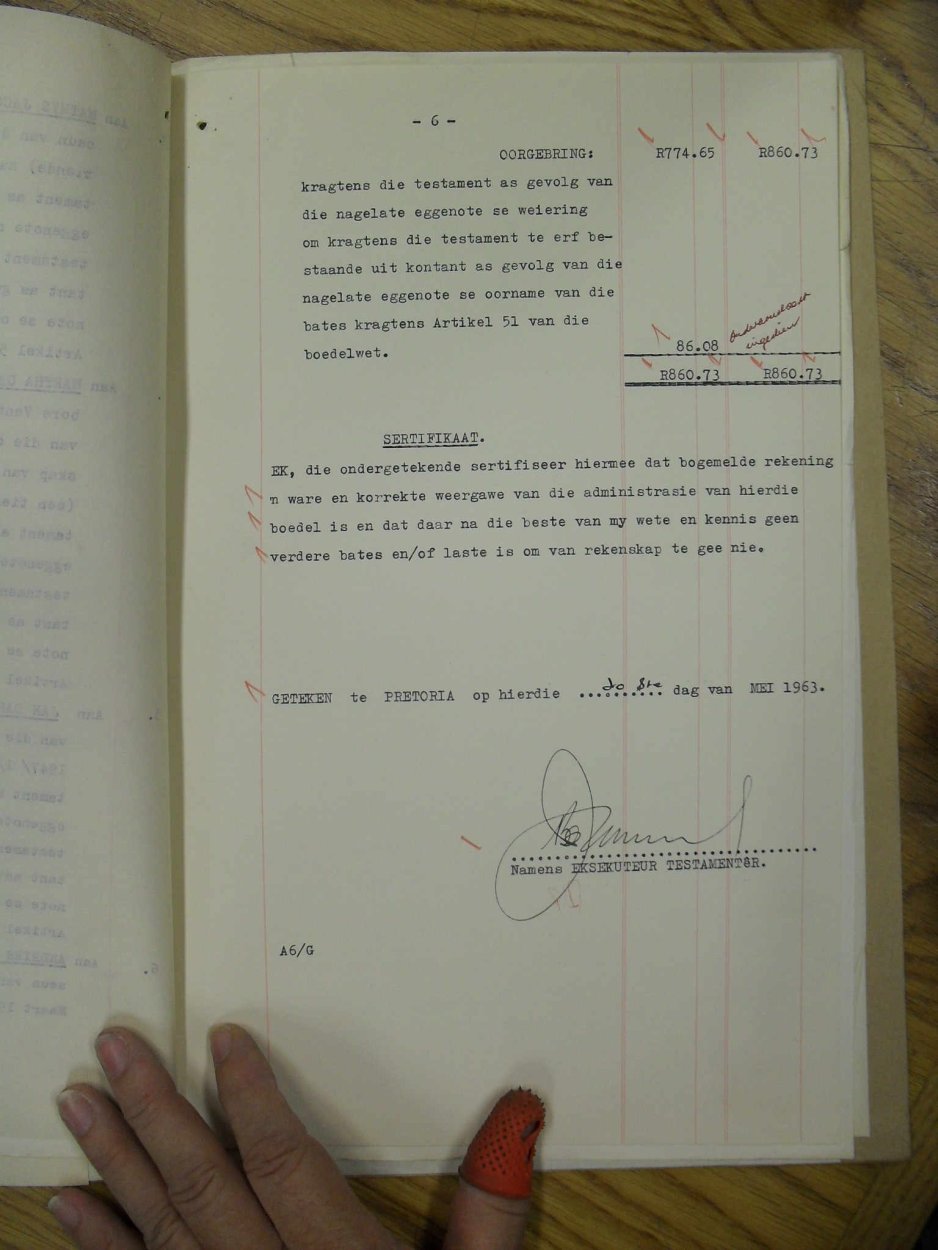 - 6 -
OORGEBRING: R774.65 R860.73
kragtens die testament as gevolg van
die nagelate eggenote se weiering
om kragtens die testament te erf be-
staande uit kontant as gevolg van die
nagelate eggenote se oorname van die
bates kragtens Artikel 51 van die
boedelwet. 86.08
ingedien
R860.73 R860.73
SERTIFIKAAT.
EK, die ondergetekende sertifiseer hiermee dat bogemelde rekening
'n ware en korrekte weergawe van die administrasie van hierdie
boedel is en dat daar na die beste van my wete en kennis geen
verdere bates en/of laste is om van rekenskap te gee nie.
GETEKEN te PRETORIA op hierdie ... dag van MEI 1963.
Namens EKSEKUTEUR TESTAMENTÊR.
A6/G